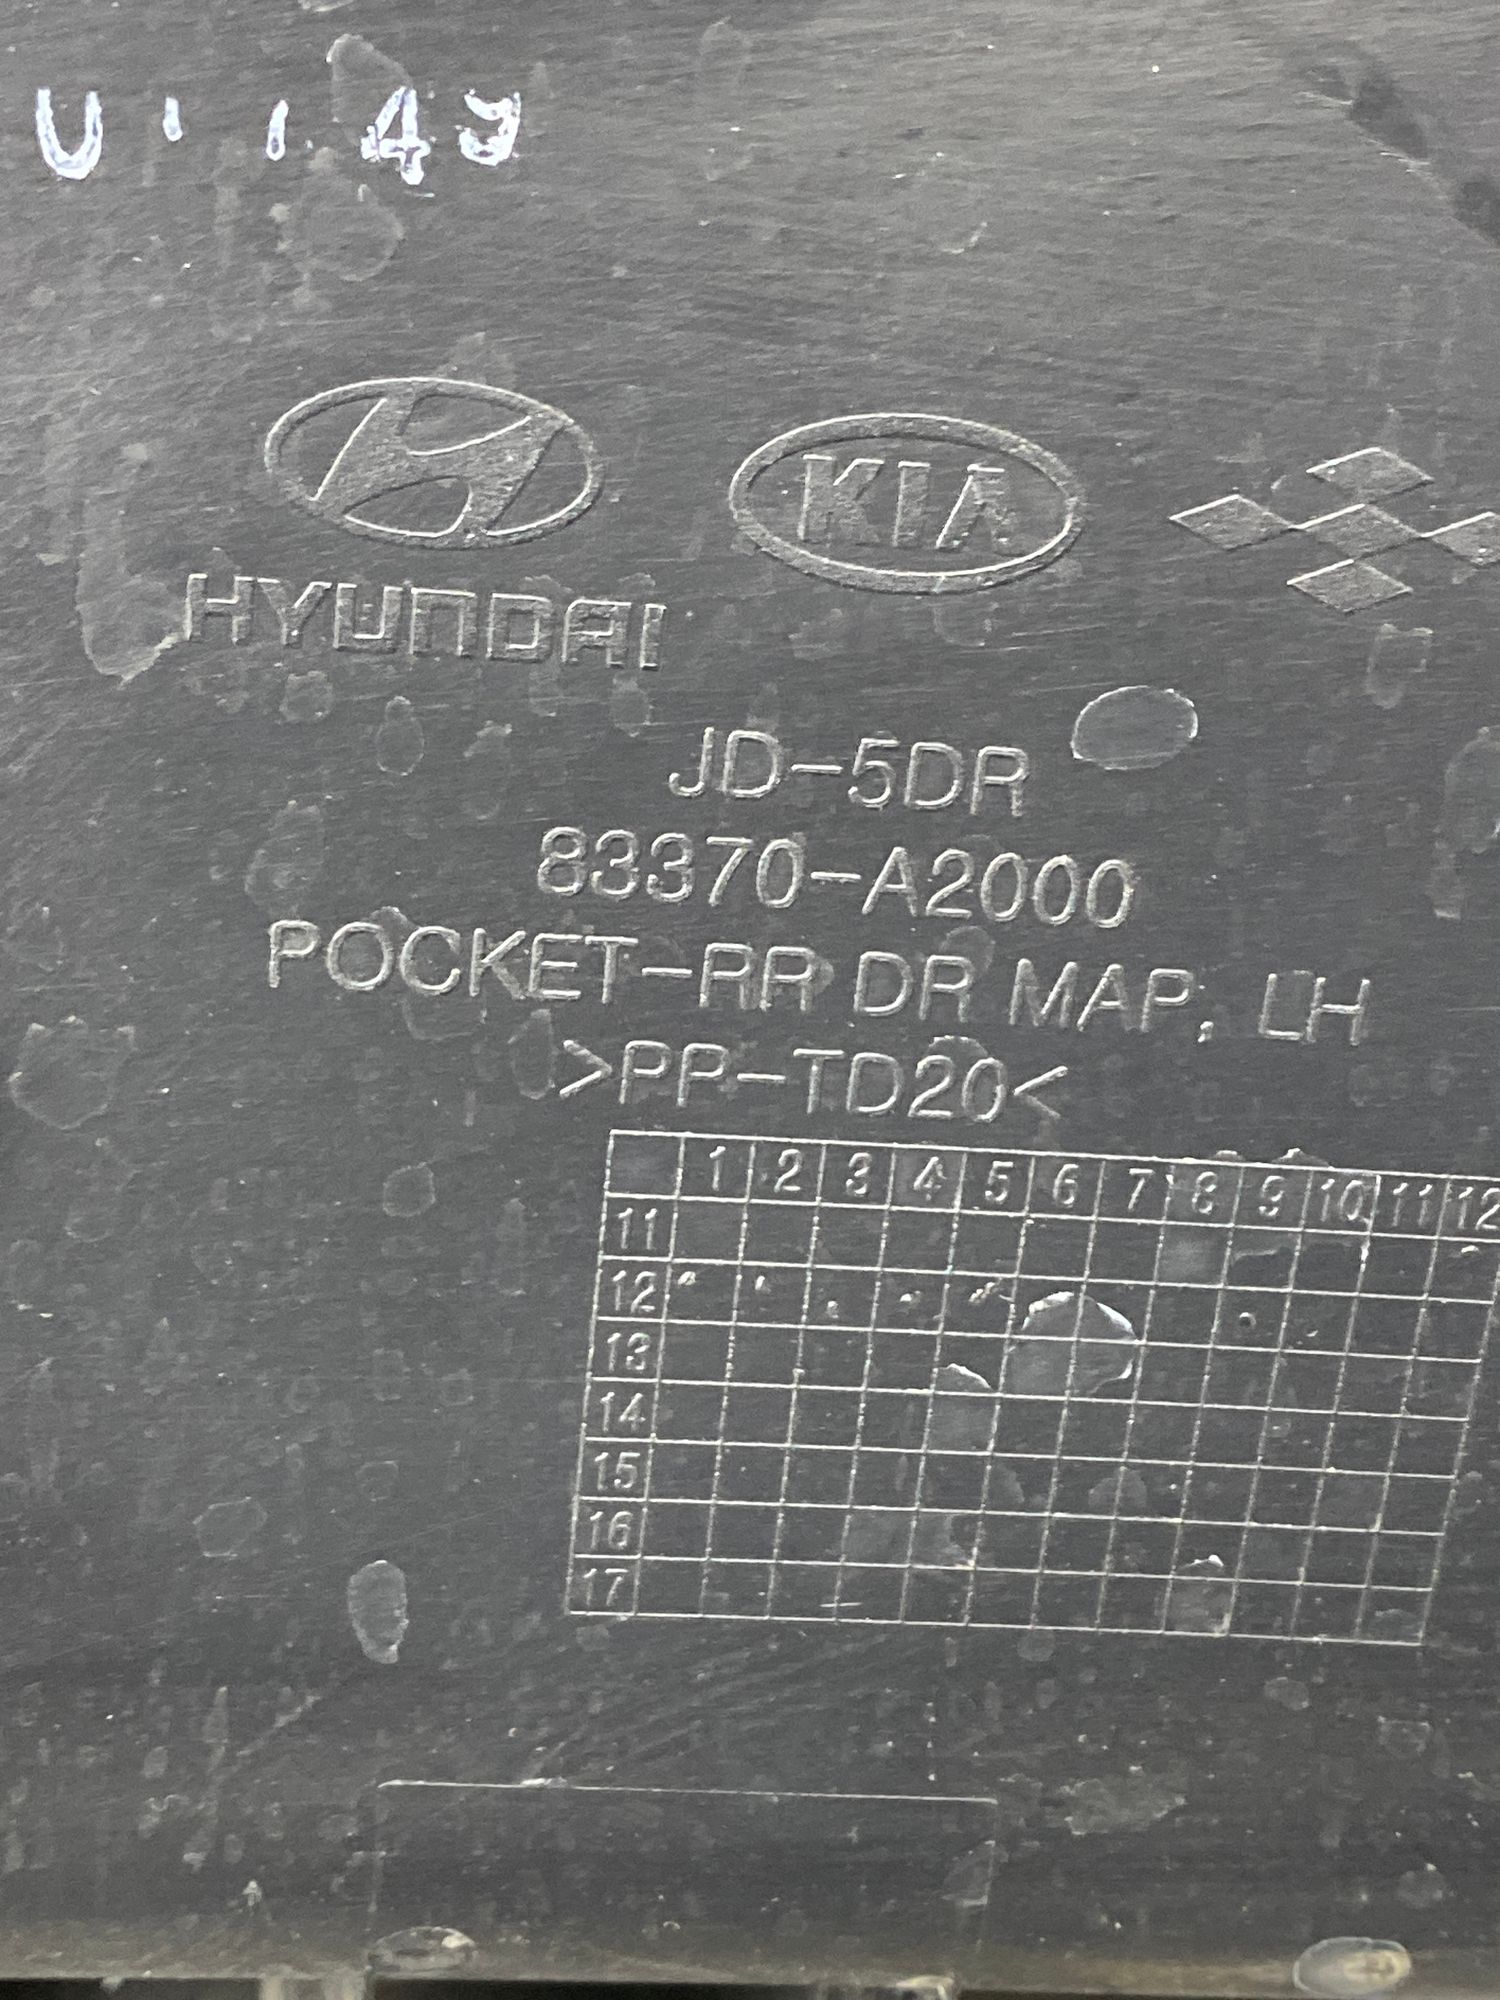 KIA
HYUNDAI
JD-5DR
83370-A2000
POCKET-RR DR MAP, LH
>PP-TD20<
1 2 3 4 5 6 7 8 9 10 11 12
11
12
13
14
15
16
17